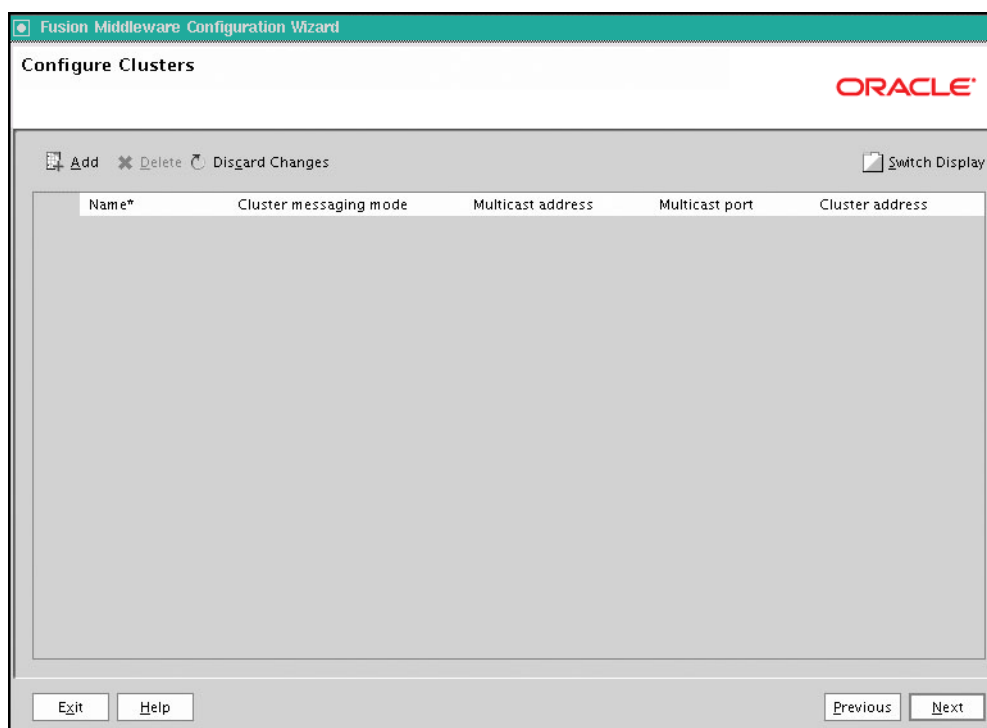 Fusion Middleware Configuration Wizard
Configure Clusters
ORACLE
Add Delete Discard Changes Switch Display
Name* Cluster messaging mode Multicast address Multicast port Cluster address
Exit Help Previous Next